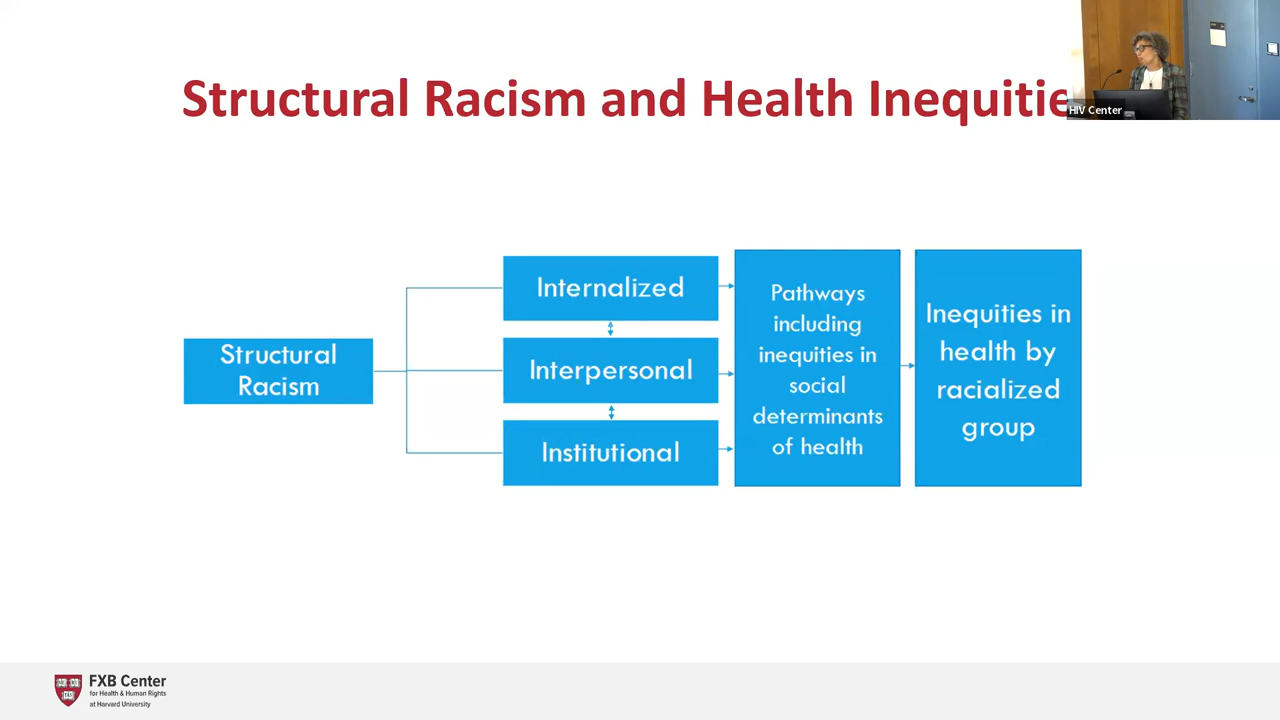 Structural Racism and Health Inequitie
HIV Center
Structural
Racism
Internalized
Interpersonal
Institutional
Pathways
including
inequities in
social
determinants
of health
Inequities in
health by
racialized
group
FXB Center
for Health & Human Rights
at Harvard University